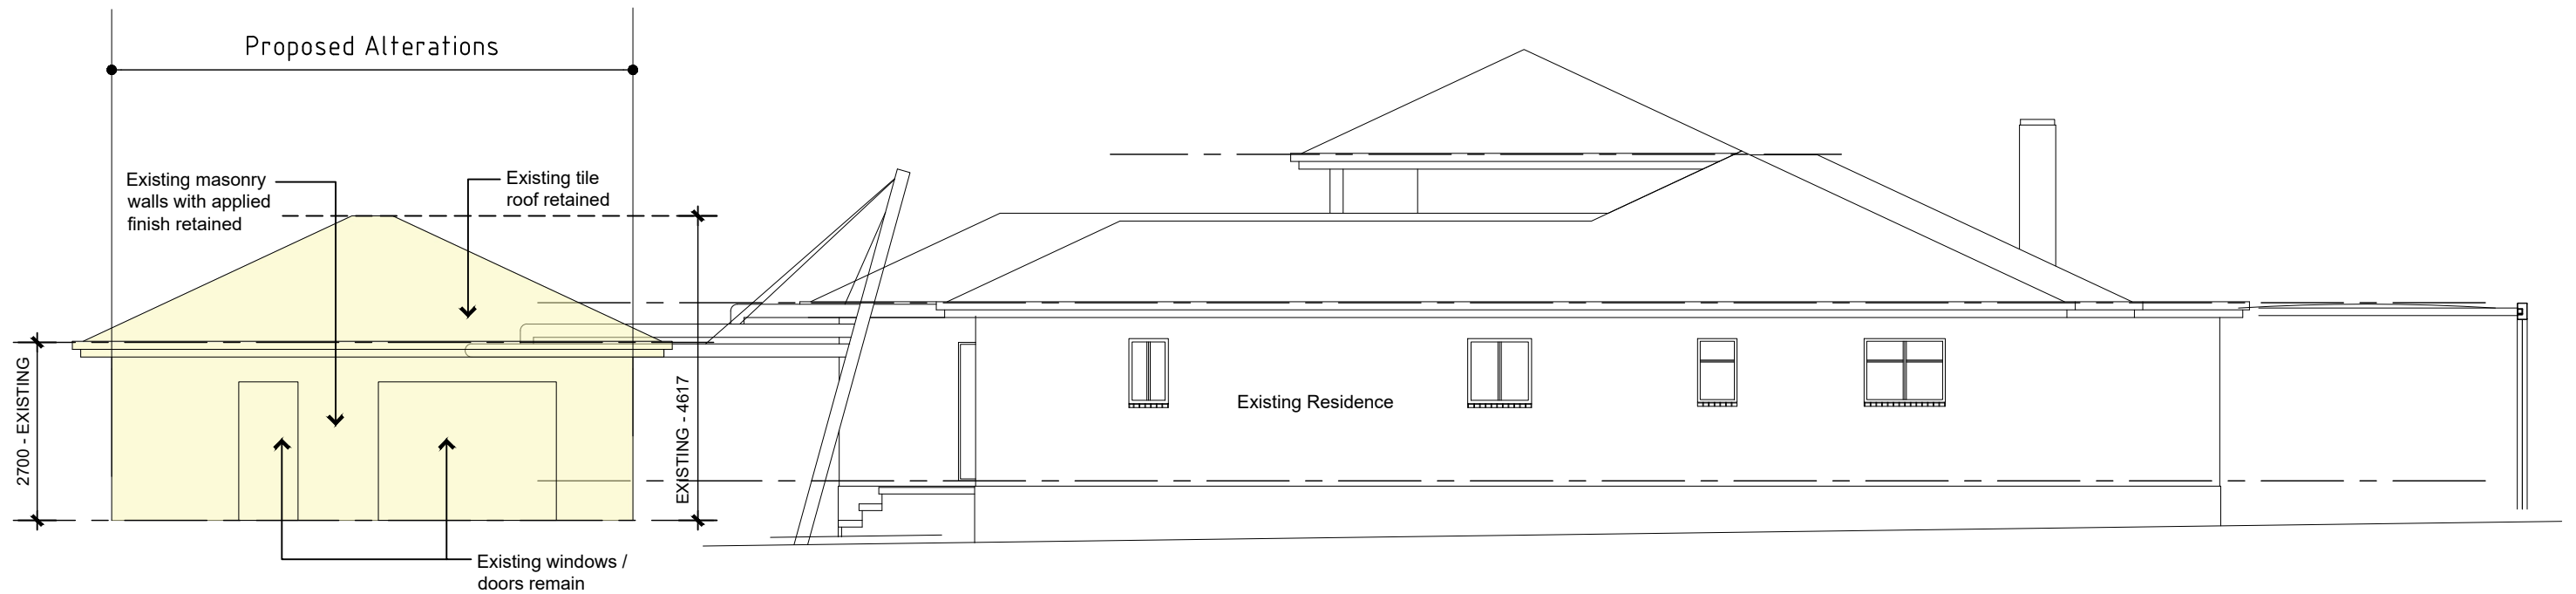 Proposed Alterations
Existing masonry
walls with applied
finish retained
Existing tile
roof retained
2700 - EXISTING
EXISTING - 4617
Existing Residence
Existing windows /
doors remain